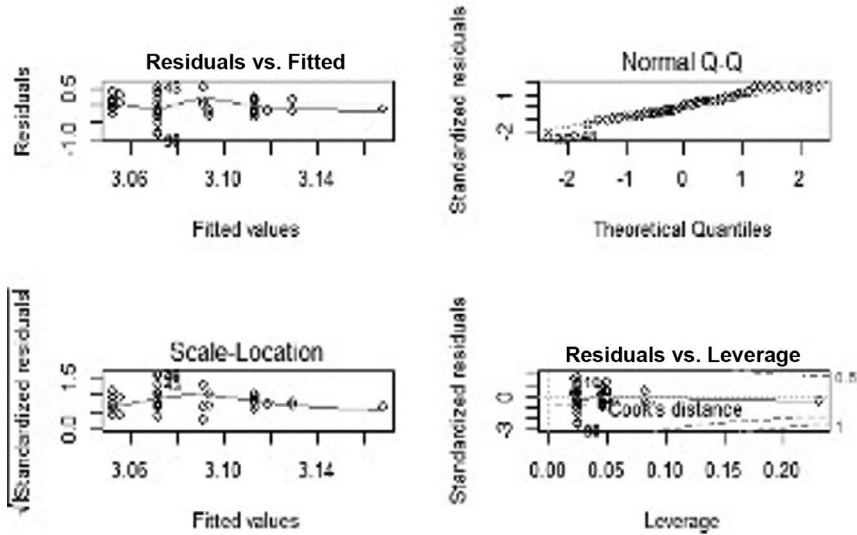 Residuals vs. Fitted
Residuals
0.5
-1.0
43
3.06 3.10 3.14
Fitted values
Normal Q-Q
Standardized residuals
1
-2
-2 -1 0 1 2
Theoretical Quantiles
Scale-Location
√|Standardized residuals|
1.5
0.0
3.06 3.10 3.14
Fitted values
Residuals vs. Leverage
Standardized residuals
0
-3
Cook's distance
0.5
1
0.00 0.05 0.10 0.15 0.20
Leverage